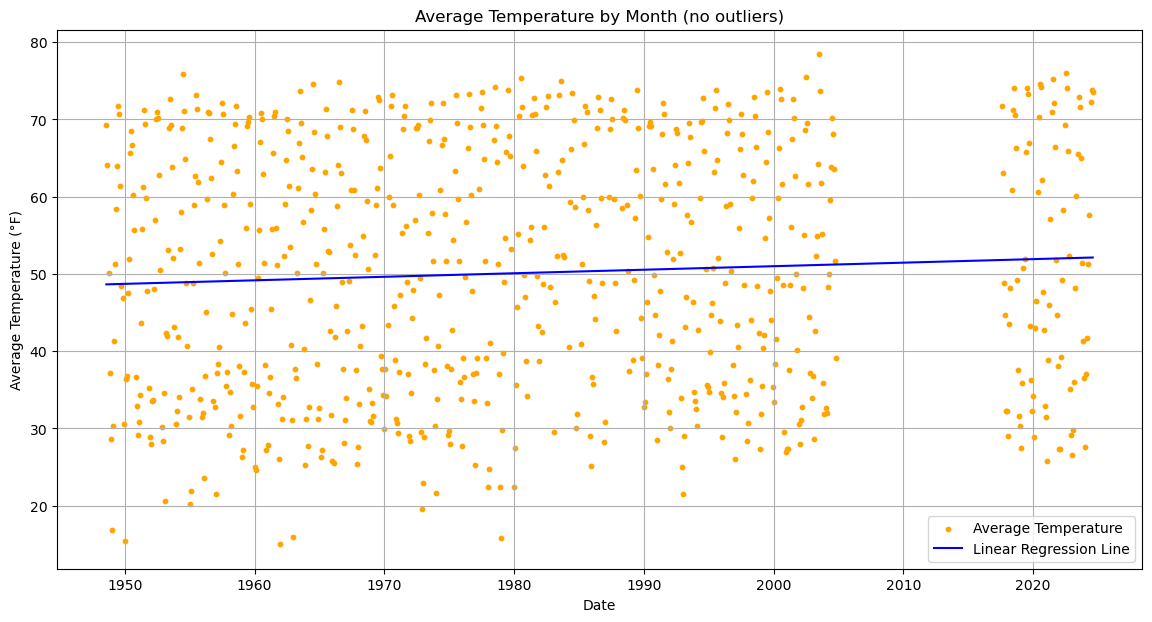 Average Temperature by Month (no outliers)
80
70
60
50
40
30
20
Average Temperature (°F)
1950 1960 1970 1980 1990 2000 2010 2020
Date
Average Temperature
Linear Regression Line